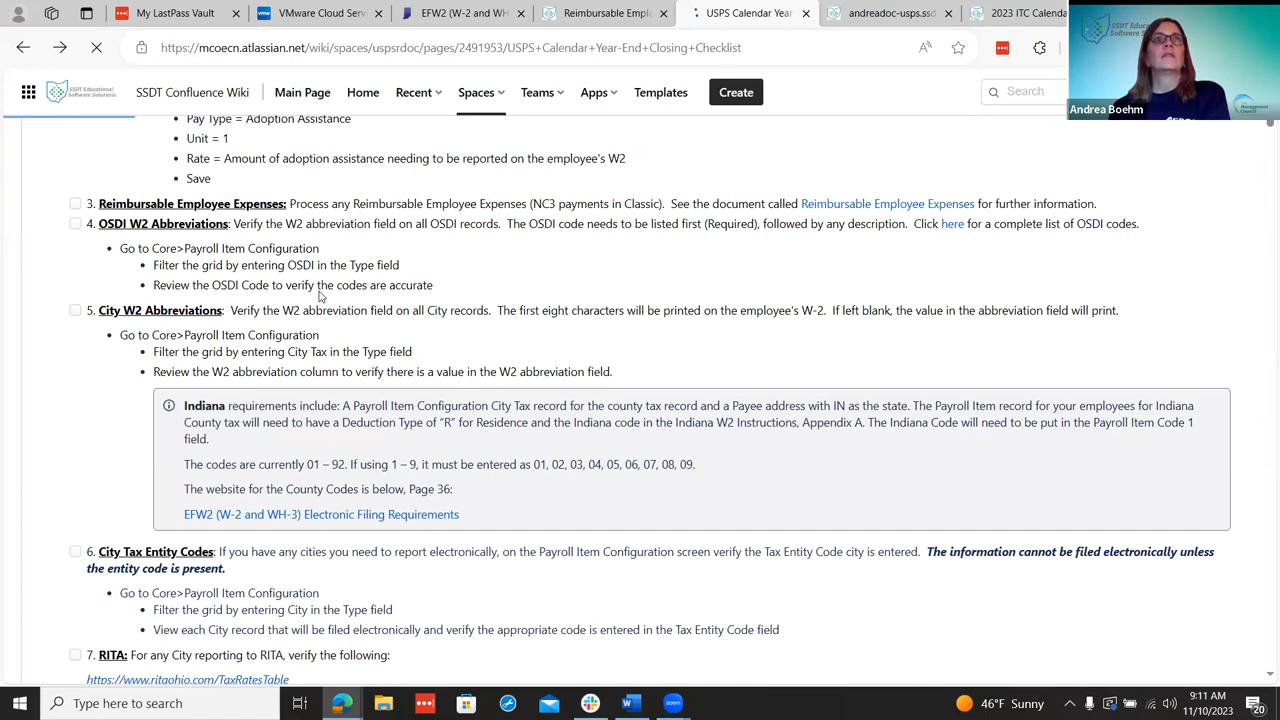 My LastPass Vault
VMware Cloud Serv
EFW2 (W-2 and WH-
Reimbursable Employee Exp
USPS Calendar Year
andreadoc-usps.ssd
2023 ITC Calenda
https://mcoecn.atlassian.net/wiki/spaces/uspsrdoc/pages/2491953/USPS+Calendar+Year-End+Closing+Checklist
SSDT Educational
Software Solutions
SSDT Confluence Wiki
Main Page
Home
Recent
Spaces
Teams
Apps
Templates
Create
Search
SSDT Educational
Software Solutions
Management
Council
Andrea Boehm
Pay Type = Adoption Assistance
Unit = 1
Rate = Amount of adoption assistance needing to be reported on the employee's W2
Save
3. Reimbursable Employee Expenses: Process any Reimbursable Employee Expenses (NC3 payments in Classic). See the document called Reimbursable Employee Expenses for further information.
4. OSDI W2 Abbreviations: Verify the W2 abbreviation field on all OSDI records. The OSDI code needs to be listed first (Required), followed by any description. Click here for a complete list of OSDI codes.
Go to Core>Payroll Item Configuration
Filter the grid by entering OSDI in the Type field
Review the OSDI Code to verify the codes are accurate
5. City W2 Abbreviations: Verify the W2 abbreviation field on all City records. The first eight characters will be printed on the employee's W-2. If left blank, the value in the abbreviation field will print.
Go to Core>Payroll Item Configuration
Filter the grid by entering City Tax in the Type field
Review the W2 abbreviation column to verify there is a value in the W2 abbreviation field.
Indiana requirements include: A Payroll Item Configuration City Tax record for the county tax record and a Payee address with IN as the state. The Payroll Item record for your employees for Indiana
County tax will need to have a Deduction Type of "R" for Residence and the Indiana code in the Indiana W2 Instructions, Appendix A. The Indiana Code will need to be put in the Payroll Item Code 1
field.
The codes are currently 01 – 92. If using 1 – 9, it must be entered as 01, 02, 03, 04, 05, 06, 07, 08, 09.
The website for the County Codes is below, Page 36:
EFW2 (W-2 and WH-3) Electronic Filing Requirements
6. City Tax Entity Codes: If you have any cities you need to report electronically, on the Payroll Item Configuration screen verify the Tax Entity Code city is entered. The information cannot be filed electronically unless
the entity code is present.
Go to Core>Payroll Item Configuration
Filter the grid by entering City in the Type field
View each City record that will be filed electronically and verify the appropriate code is entered in the Tax Entity Code field
7. RITA: For any City reporting to RITA, verify the following:
https://www.ritaohio.com/TaxRatesTable
Type here to search
46°F Sunny
9:11 AM
11/10/2023
20